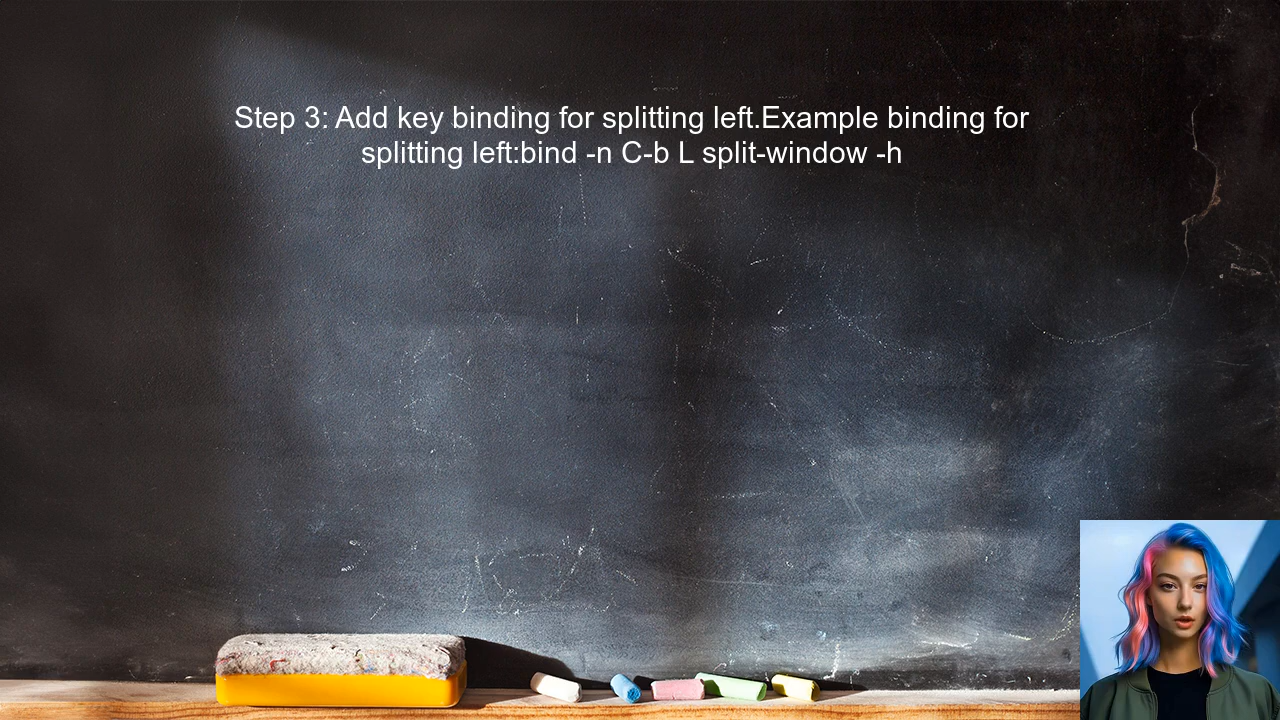 Step 3: Add key binding for splitting left.Example binding for
splitting left:bind -n C-b L split-window -h